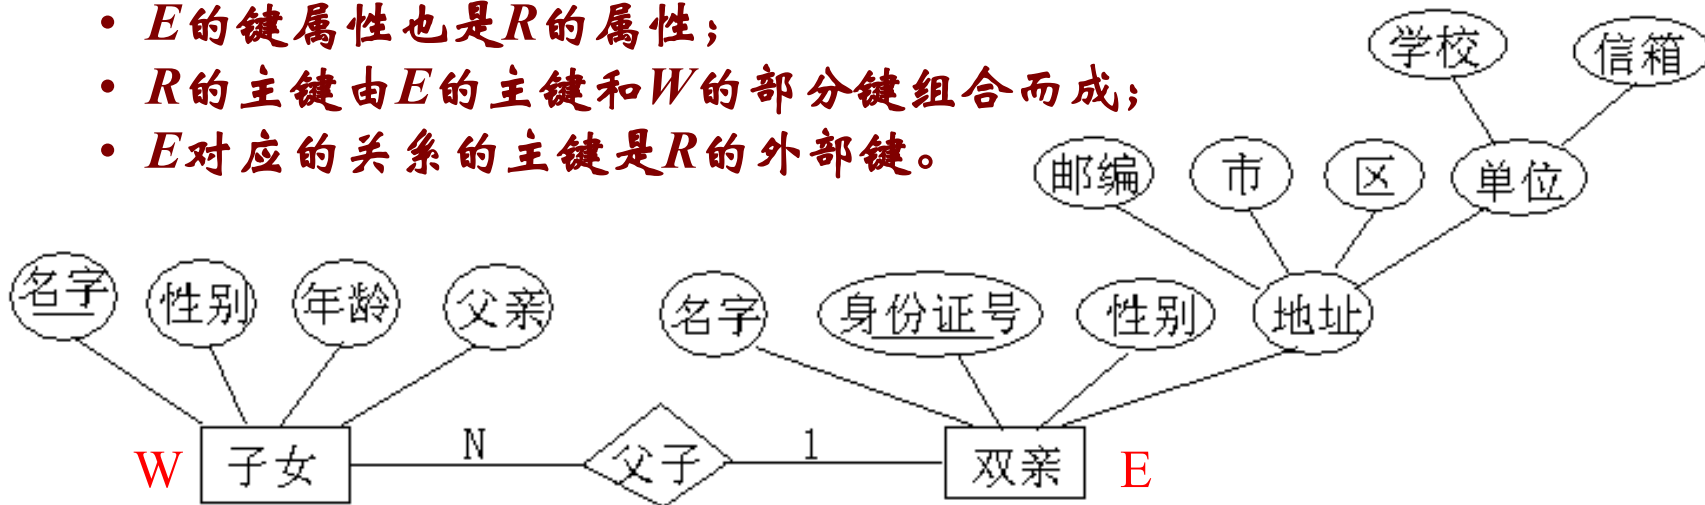 • E的键属性也是R的属性；
• R的主键由E的主键和W的部分键组合而成；
• E对应的关系的主键是R的外部键。
学校 信箱
邮编 市 区 单位
名字 性别 年龄 父亲 名字 身份证号 性别 地址
W 子女 N 父子 1 双亲 E